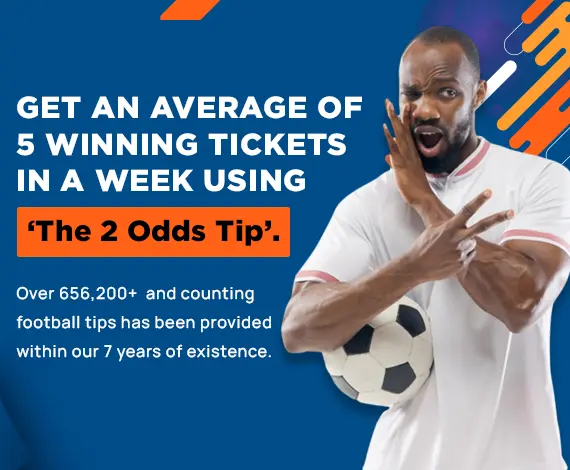 GET AN AVERAGE OF
5 WINNING TICKETS
IN A WEEK USING
‘The 2 Odds Tip’.
Over 656,200+ and counting
football tips has been provided
within our 7 years of existence.